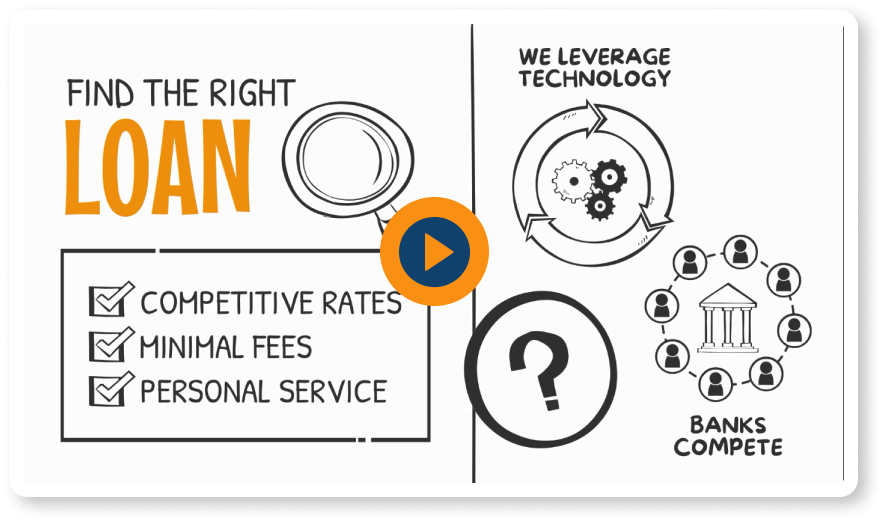 FIND THE RIGHT
LOAN
COMPETITIVE RATES
MINIMAL FEES
PERSONAL SERVICE
WE LEVERAGE
TECHNOLOGY
?
BANKS
COMPETE